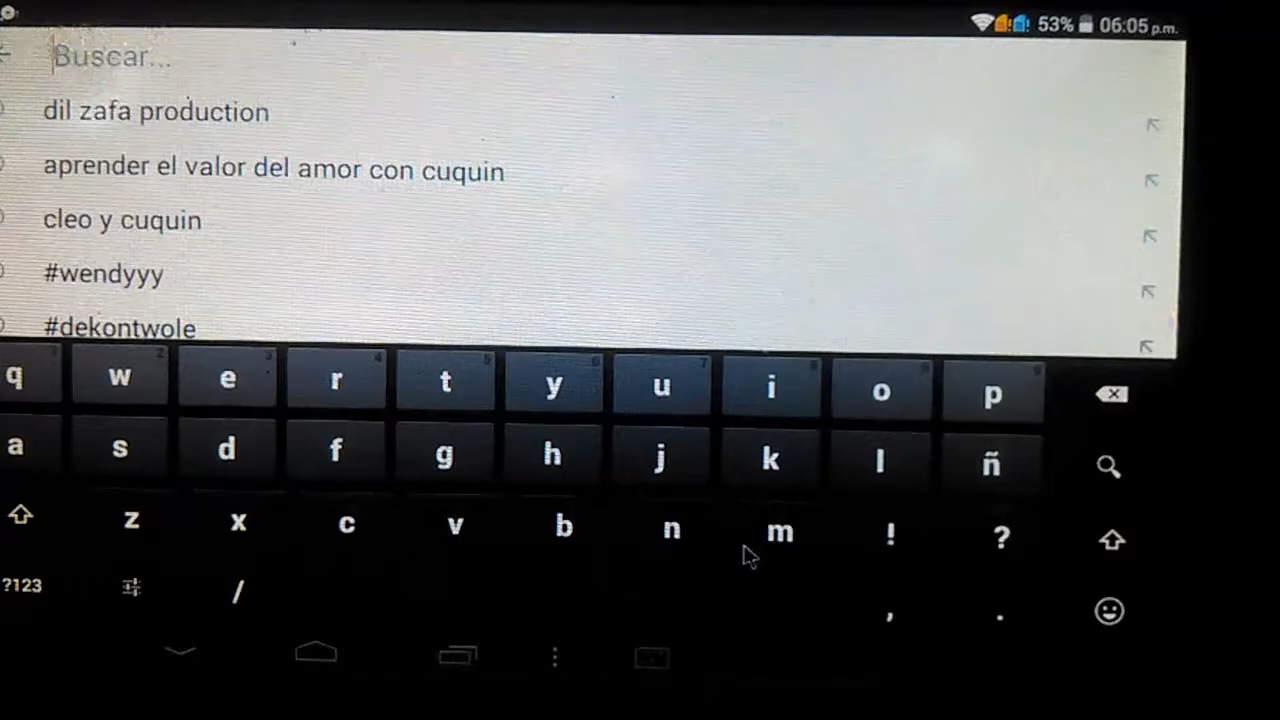 53% 06:05 p.m.
Buscar...
dil zafa production
aprender el valor del amor con cuquin
cleo y cuquin
#wendyyy
#dekontwole
q w e r t y u i o p
a s d f g h j k l ñ
z x c v b n m ! ?
?123 / , .